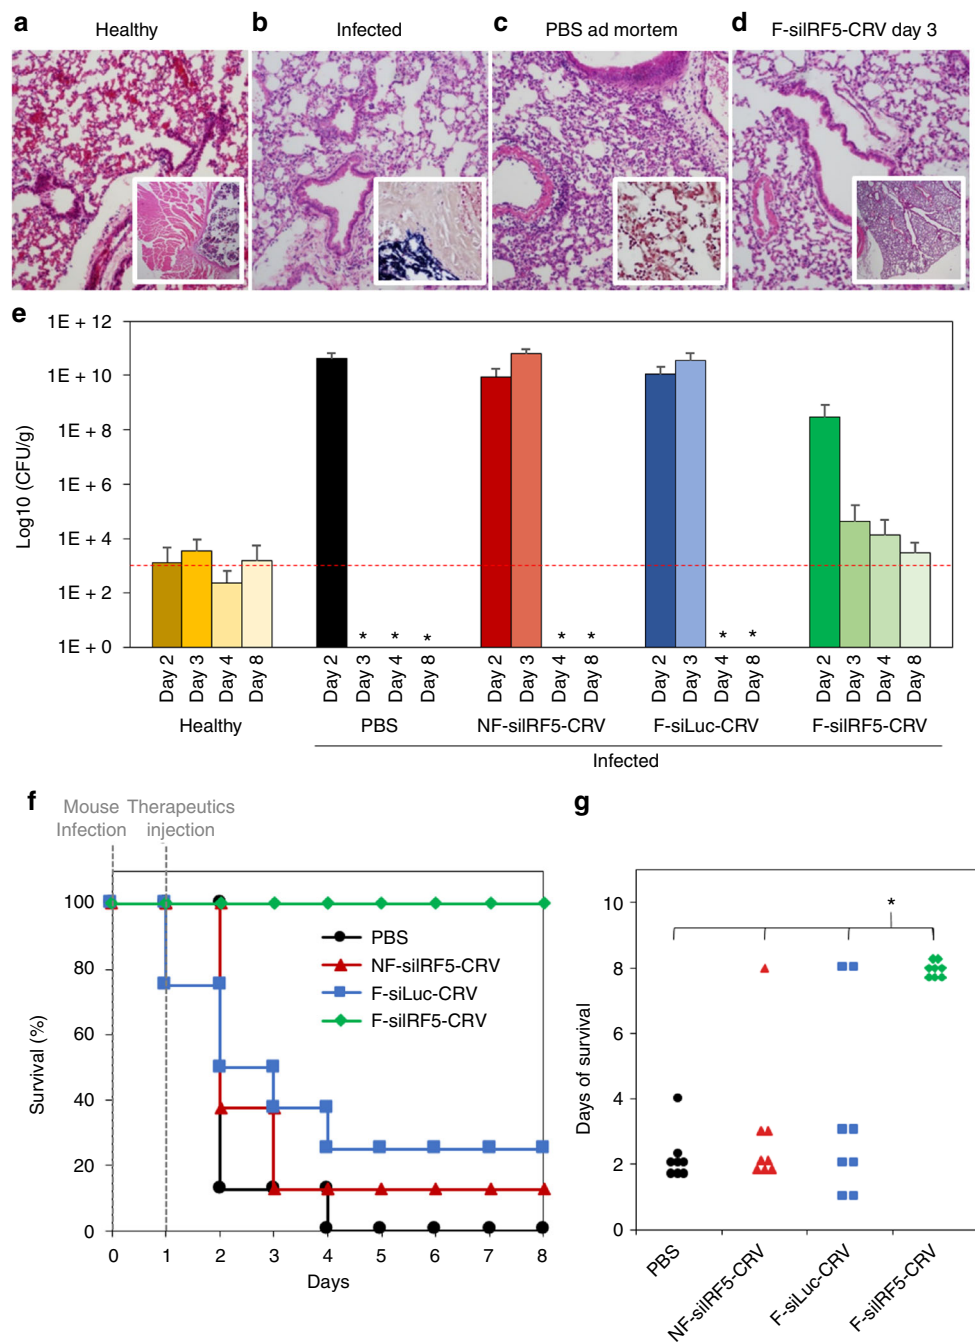 a Healthy
b Infected
c PBS ad mortem
d F-siIRF5-CRV day 3
e
1E + 12
1E + 10
1E + 8
1E + 6
1E + 4
1E + 2
1E + 0
Log10 (CFU/g)
* * * * * * *
Day 2 Day 3 Day 4 Day 8 Day 2 Day 3 Day 4 Day 8 Day 2 Day 3 Day 4 Day 8 Day 2 Day 3 Day 4 Day 8 Day 2 Day 3 Day 4 Day 8
Healthy PBS NF-siIRF5-CRV F-siLuc-CRV F-siIRF5-CRV
Infected
f
Mouse Infection
Therapeutics injection
100
80
60
40
20
0
Survival (%)
PBS
NF-siIRF5-CRV
F-siLuc-CRV
F-siIRF5-CRV
0 1 2 3 4 5 6 7 8
Days
g
10
8
6
4
2
0
Days of survival
*
PBS
NF-siIRF5-CRV
F-siLuc-CRV
F-siIRF5-CRV